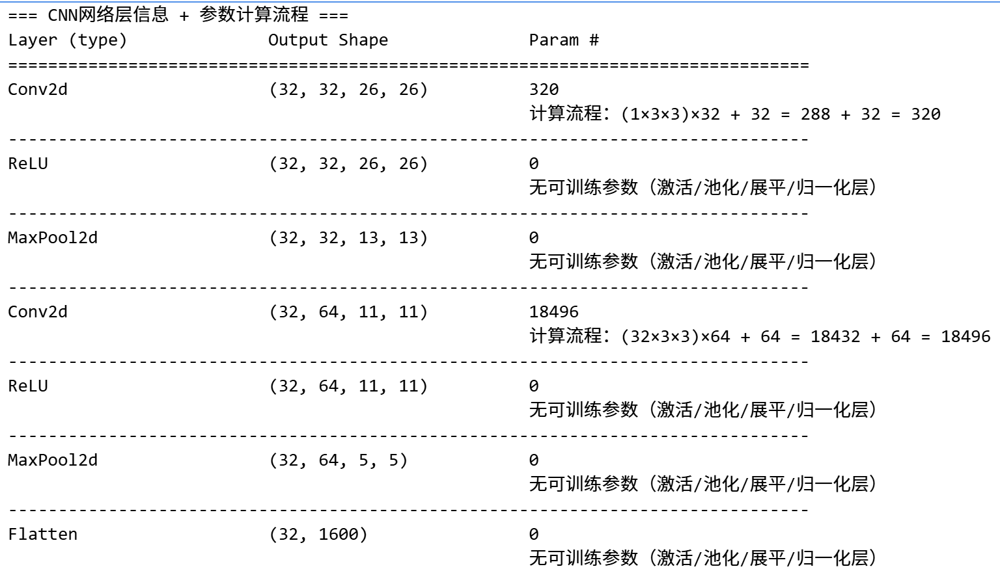 === CNN网络层信息 + 参数计算流程 ===
Layer (type)              Output Shape              Param #
================================================================================
Conv2d                    (32, 32, 26, 26)          320
计算流程：(1×3×3)×32 + 32 = 288 + 32 = 320
--------------------------------------------------------------------------------
ReLU                      (32, 32, 26, 26)          0
无可训练参数（激活/池化/展平/归一化层）
--------------------------------------------------------------------------------
MaxPool2d                 (32, 32, 13, 13)          0
无可训练参数（激活/池化/展平/归一化层）
--------------------------------------------------------------------------------
Conv2d                    (32, 64, 11, 11)          18496
计算流程：(32×3×3)×64 + 64 = 18432 + 64 = 18496
--------------------------------------------------------------------------------
ReLU                      (32, 64, 11, 11)          0
无可训练参数（激活/池化/展平/归一化层）
--------------------------------------------------------------------------------
MaxPool2d                 (32, 64, 5, 5)            0
无可训练参数（激活/池化/展平/归一化层）
--------------------------------------------------------------------------------
Flatten                   (32, 1600)                0
无可训练参数（激活/池化/展平/归一化层）